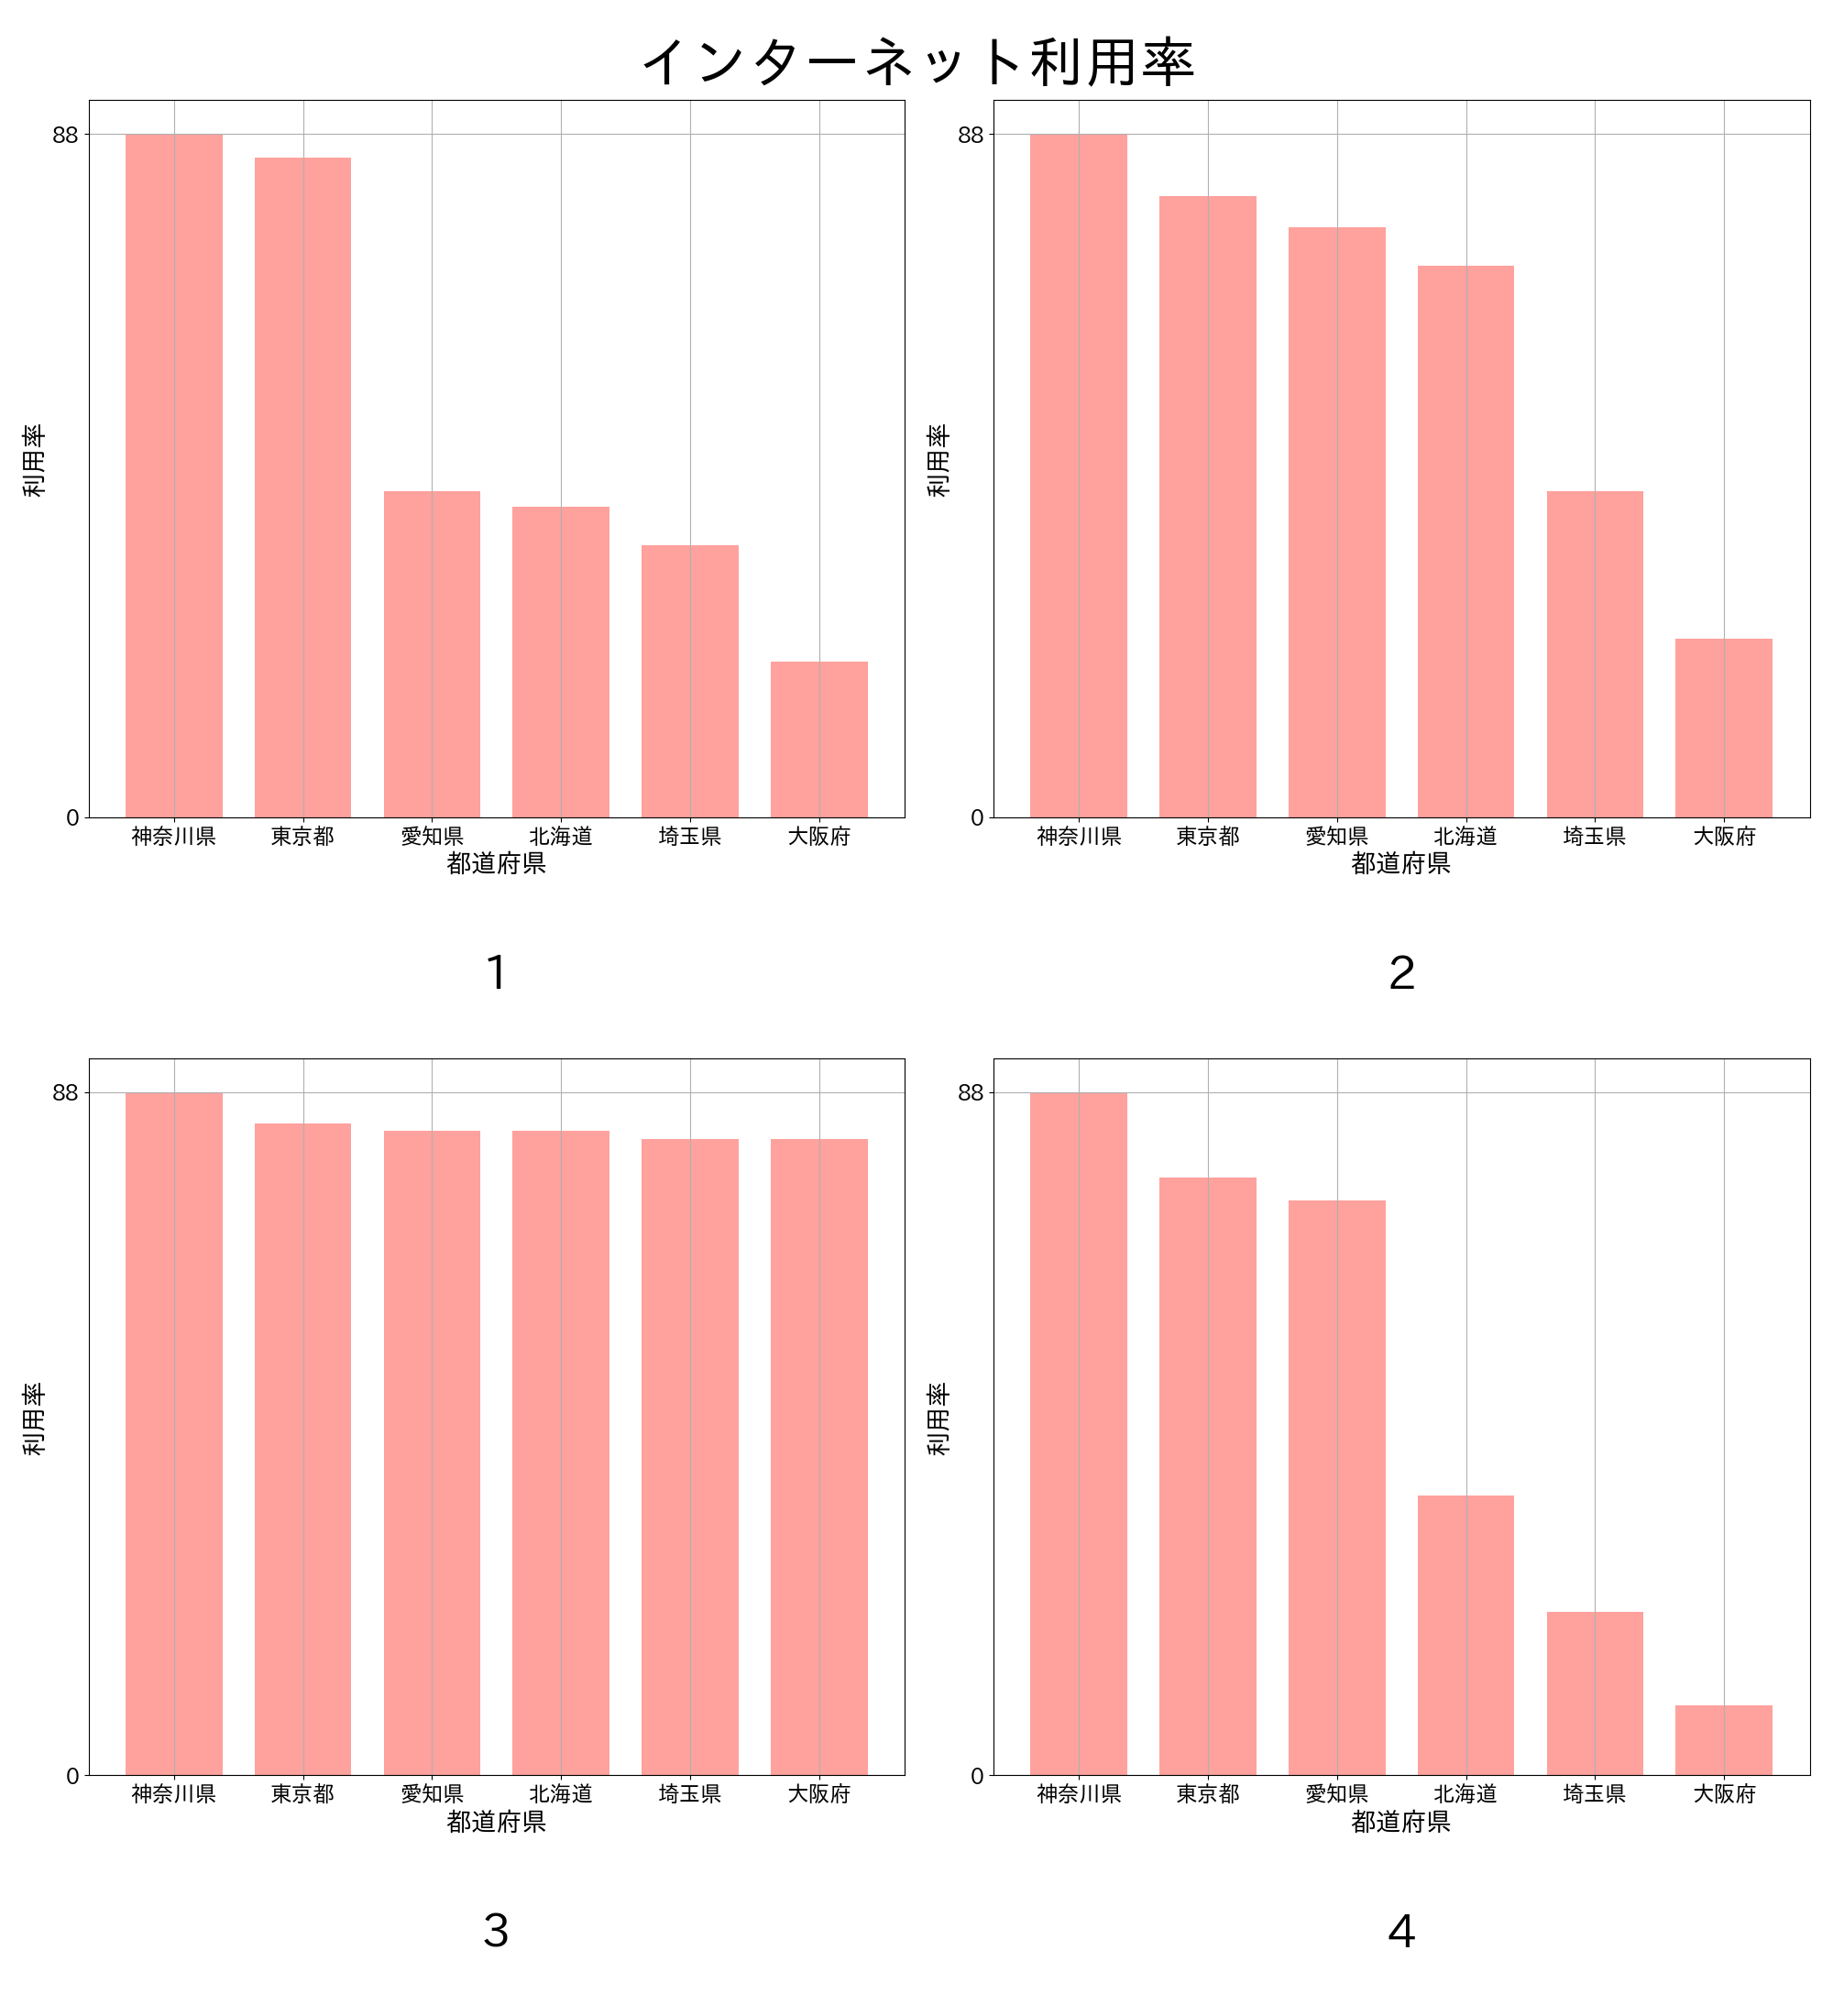 インターネット利用率
88
0
利用率
神奈川県 東京都 愛知県 北海道 埼玉県 大阪府
都道府県
1
88
0
利用率
神奈川県 東京都 愛知県 北海道 埼玉県 大阪府
都道府県
2
88
0
利用率
神奈川県 東京都 愛知県 北海道 埼玉県 大阪府
都道府県
3
88
0
利用率
神奈川県 東京都 愛知県 北海道 埼玉県 大阪府
都道府県
4